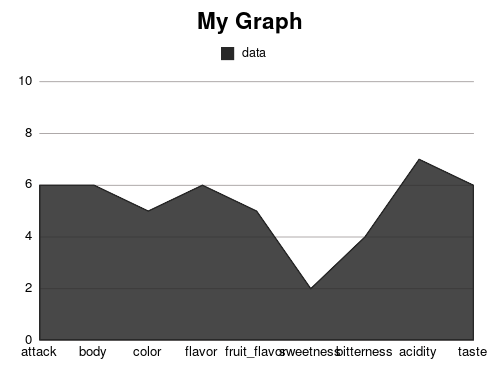 My Graph
data
10
8
6
4
2
0
attack body color flavor fruit_flavor sweetness bitterness acidity taste